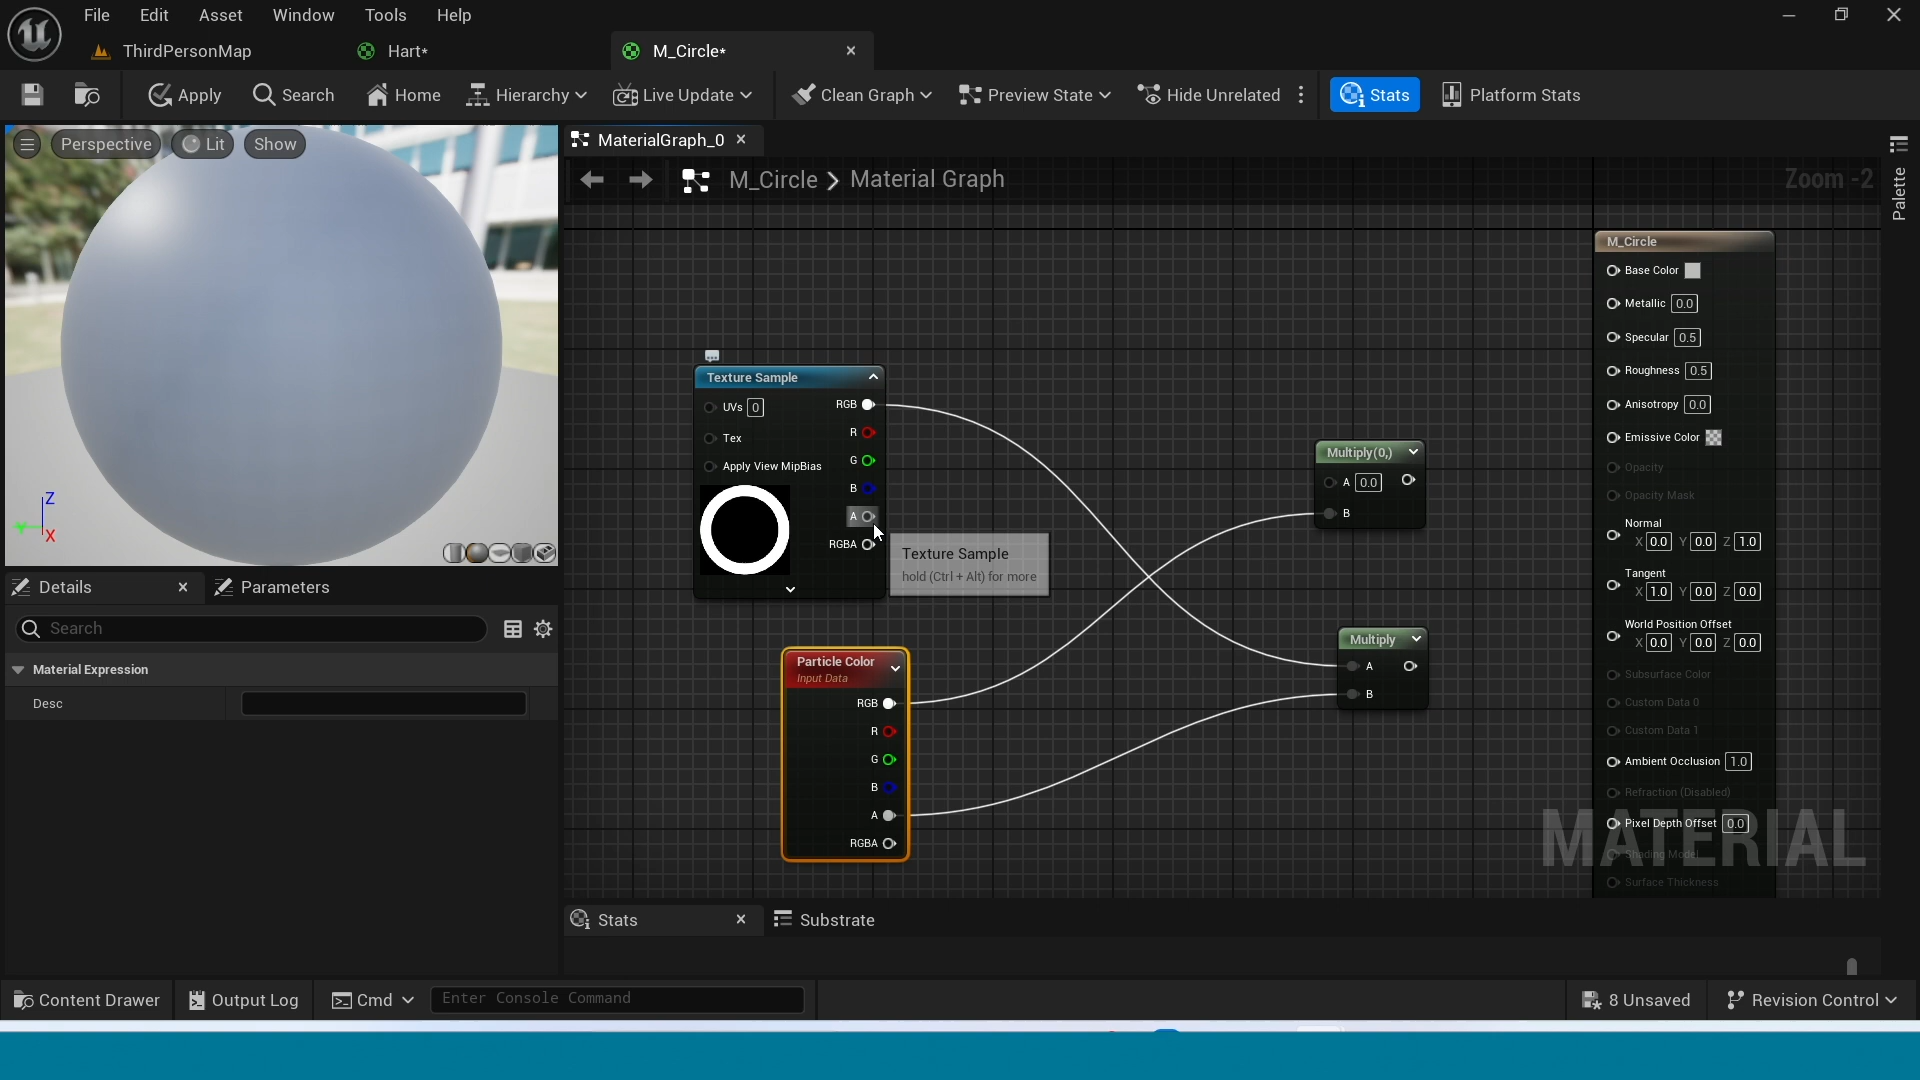 File Edit Asset Window Tools Help
ThirdPersonMap Hart* M_Circle*
Apply Search Home Hierarchy Live Update Clean Graph Preview State Hide Unrelated Stats Platform Stats
Perspective Lit Show
MaterialGraph_0
M_Circle > Material Graph
Zoom -2
Palette
Z
Y
X
Texture Sample
UVs 0
Tex
Apply View MipBias
RGB
R
G
B
A
RGBA
Texture Sample
hold (Ctrl + Alt) for more
Particle Color
Input Data
RGB
R
G
B
A
RGBA
Multiply(0,)
A 0.0
B
Multiply
A
B
M_Circle
Base Color
Metallic 0.0
Specular 0.5
Roughness 0.5
Anisotropy 0.0
Emissive Color
Opacity
Opacity Mask
Normal
X 0.0 Y 0.0 Z 1.0
Tangent
X 1.0 Y 0.0 Z 0.0
World Position Offset
X 0.0 Y 0.0 Z 0.0
Subsurface Color
Custom Data 0
Custom Data 1
Ambient Occlusion 1.0
Refraction (Disabled)
Pixel Depth Offset 0.0
Shading Model
Surface Thickness
MATERIAL
Details Parameters
Search
Material Expression
Desc
Stats Substrate
Content Drawer Output Log Cmd Enter Console Command 8 Unsaved Revision Control